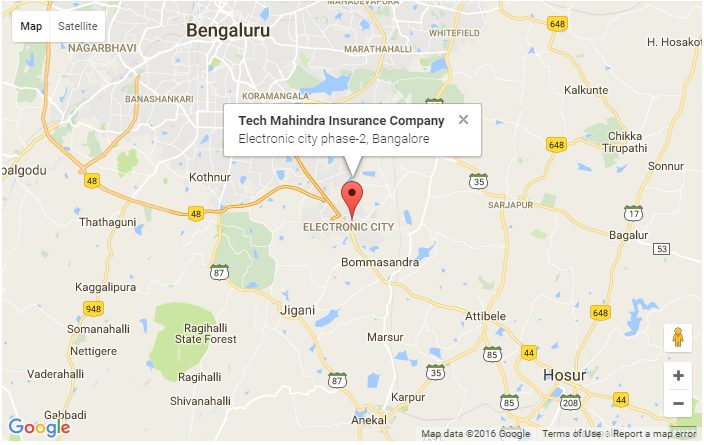 MAHADEVAPURA
Map
Satellite
Bengaluru
WHITEFIELD
648
H. Hosakot
NAGARBHAVI
MARATHAHALLI
Kalkunte
BANASHANKARI
KORAMANGALA
Tech Mahindra Insurance Company
Electronic city phase-2, Bangalore
Chikka
Tirupathi
648
palgodu
Sonnur
48
Kothnur
35
SARJAPUR
48
17
Thathaguni
ELECTRONIC CITY
Bagalur
53
Bommasandra
87
Kaggalipura
948
Jigani
Attibele
648
Somanahalli
Ragihalli
State Forest
Nettigere
Marsur
85
44
Vaderahalli
Ragihalli
87
35
85
Hosur
Shivanahalli
Karpur
208
44
Gabbadi
Anekal
Google
Map data ©2016 Google
Terms of Use
Report a map error